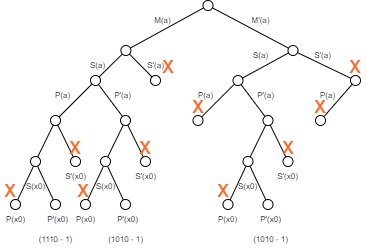 M(a) M'(a)
S(a) S'(a) X S(a) S'(a) X
P(a) P'(a) P(a) X P'(a) P(a) X
X S'(x0) X S'(x0) X S'(x0)
X S(x0) X S(x0) X S(x0)
P(x0) P'(x0) P(x0) P'(x0) P(x0) P'(x0)
(1110 - 1) (1010 - 1) (1010 - 1)